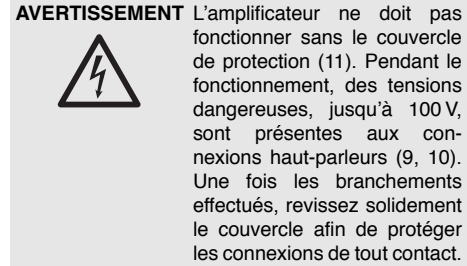 AVERTISSEMENT L'amplificateur ne doit pas
fonctionner sans le couvercle
de protection (11). Pendant le
fonctionnement, des tensions
dangereuses, jusqu'à 100 V,
sont présentes aux con-
nexions haut-parleurs (9, 10).
Une fois les branchements
effectués, revissez solidement
le couvercle afin de protéger
les connexions de tout contact.